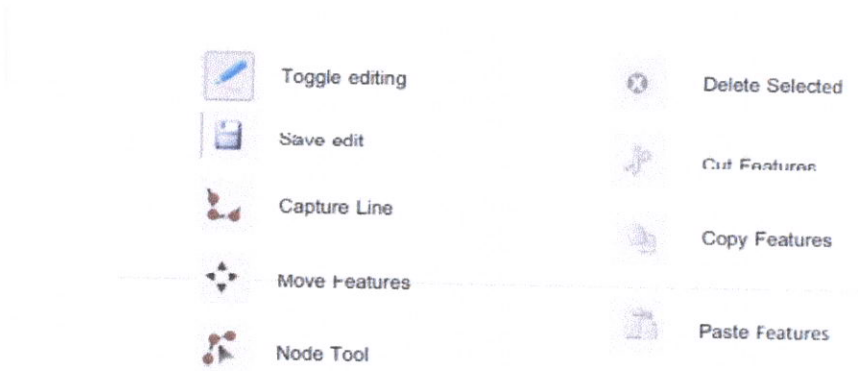 Toggle editing
Save edit
Capture Line
Move Features
Node Tool
Delete Selected
Cut Features
Copy Features
Paste Features